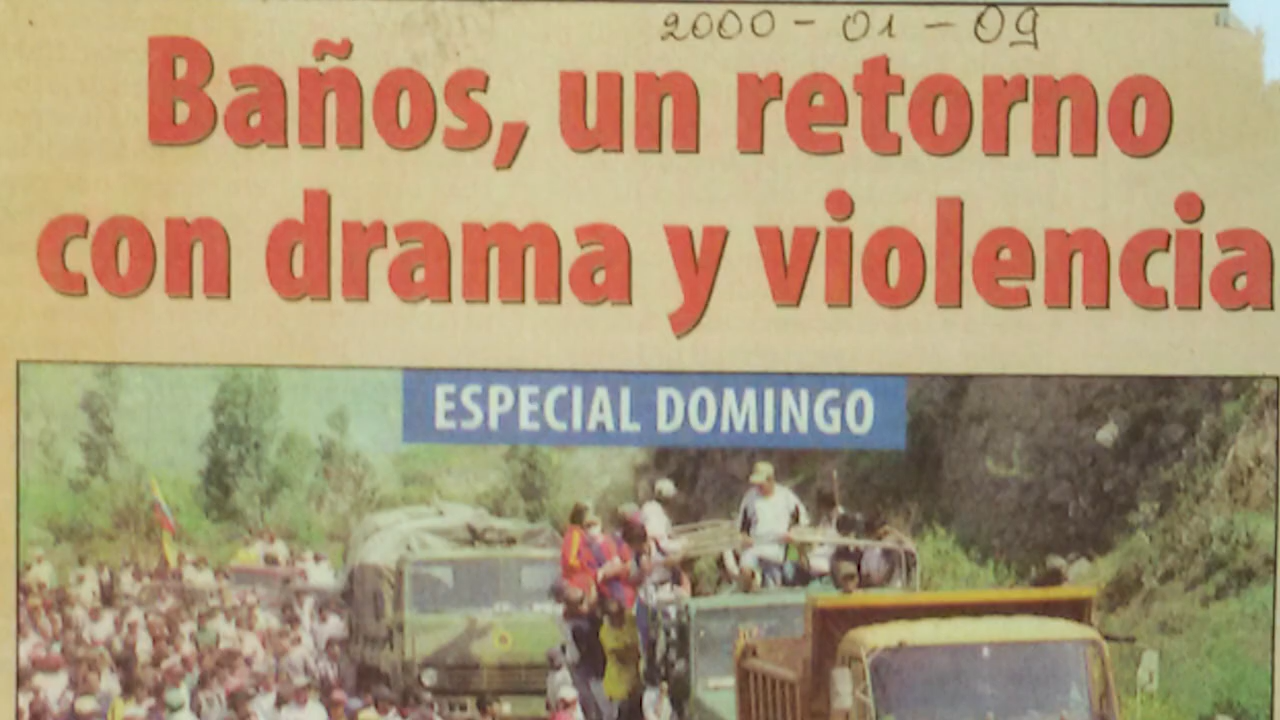 2000-01-09
Baños, un retorno
con drama y violencia
ESPECIAL DOMINGO